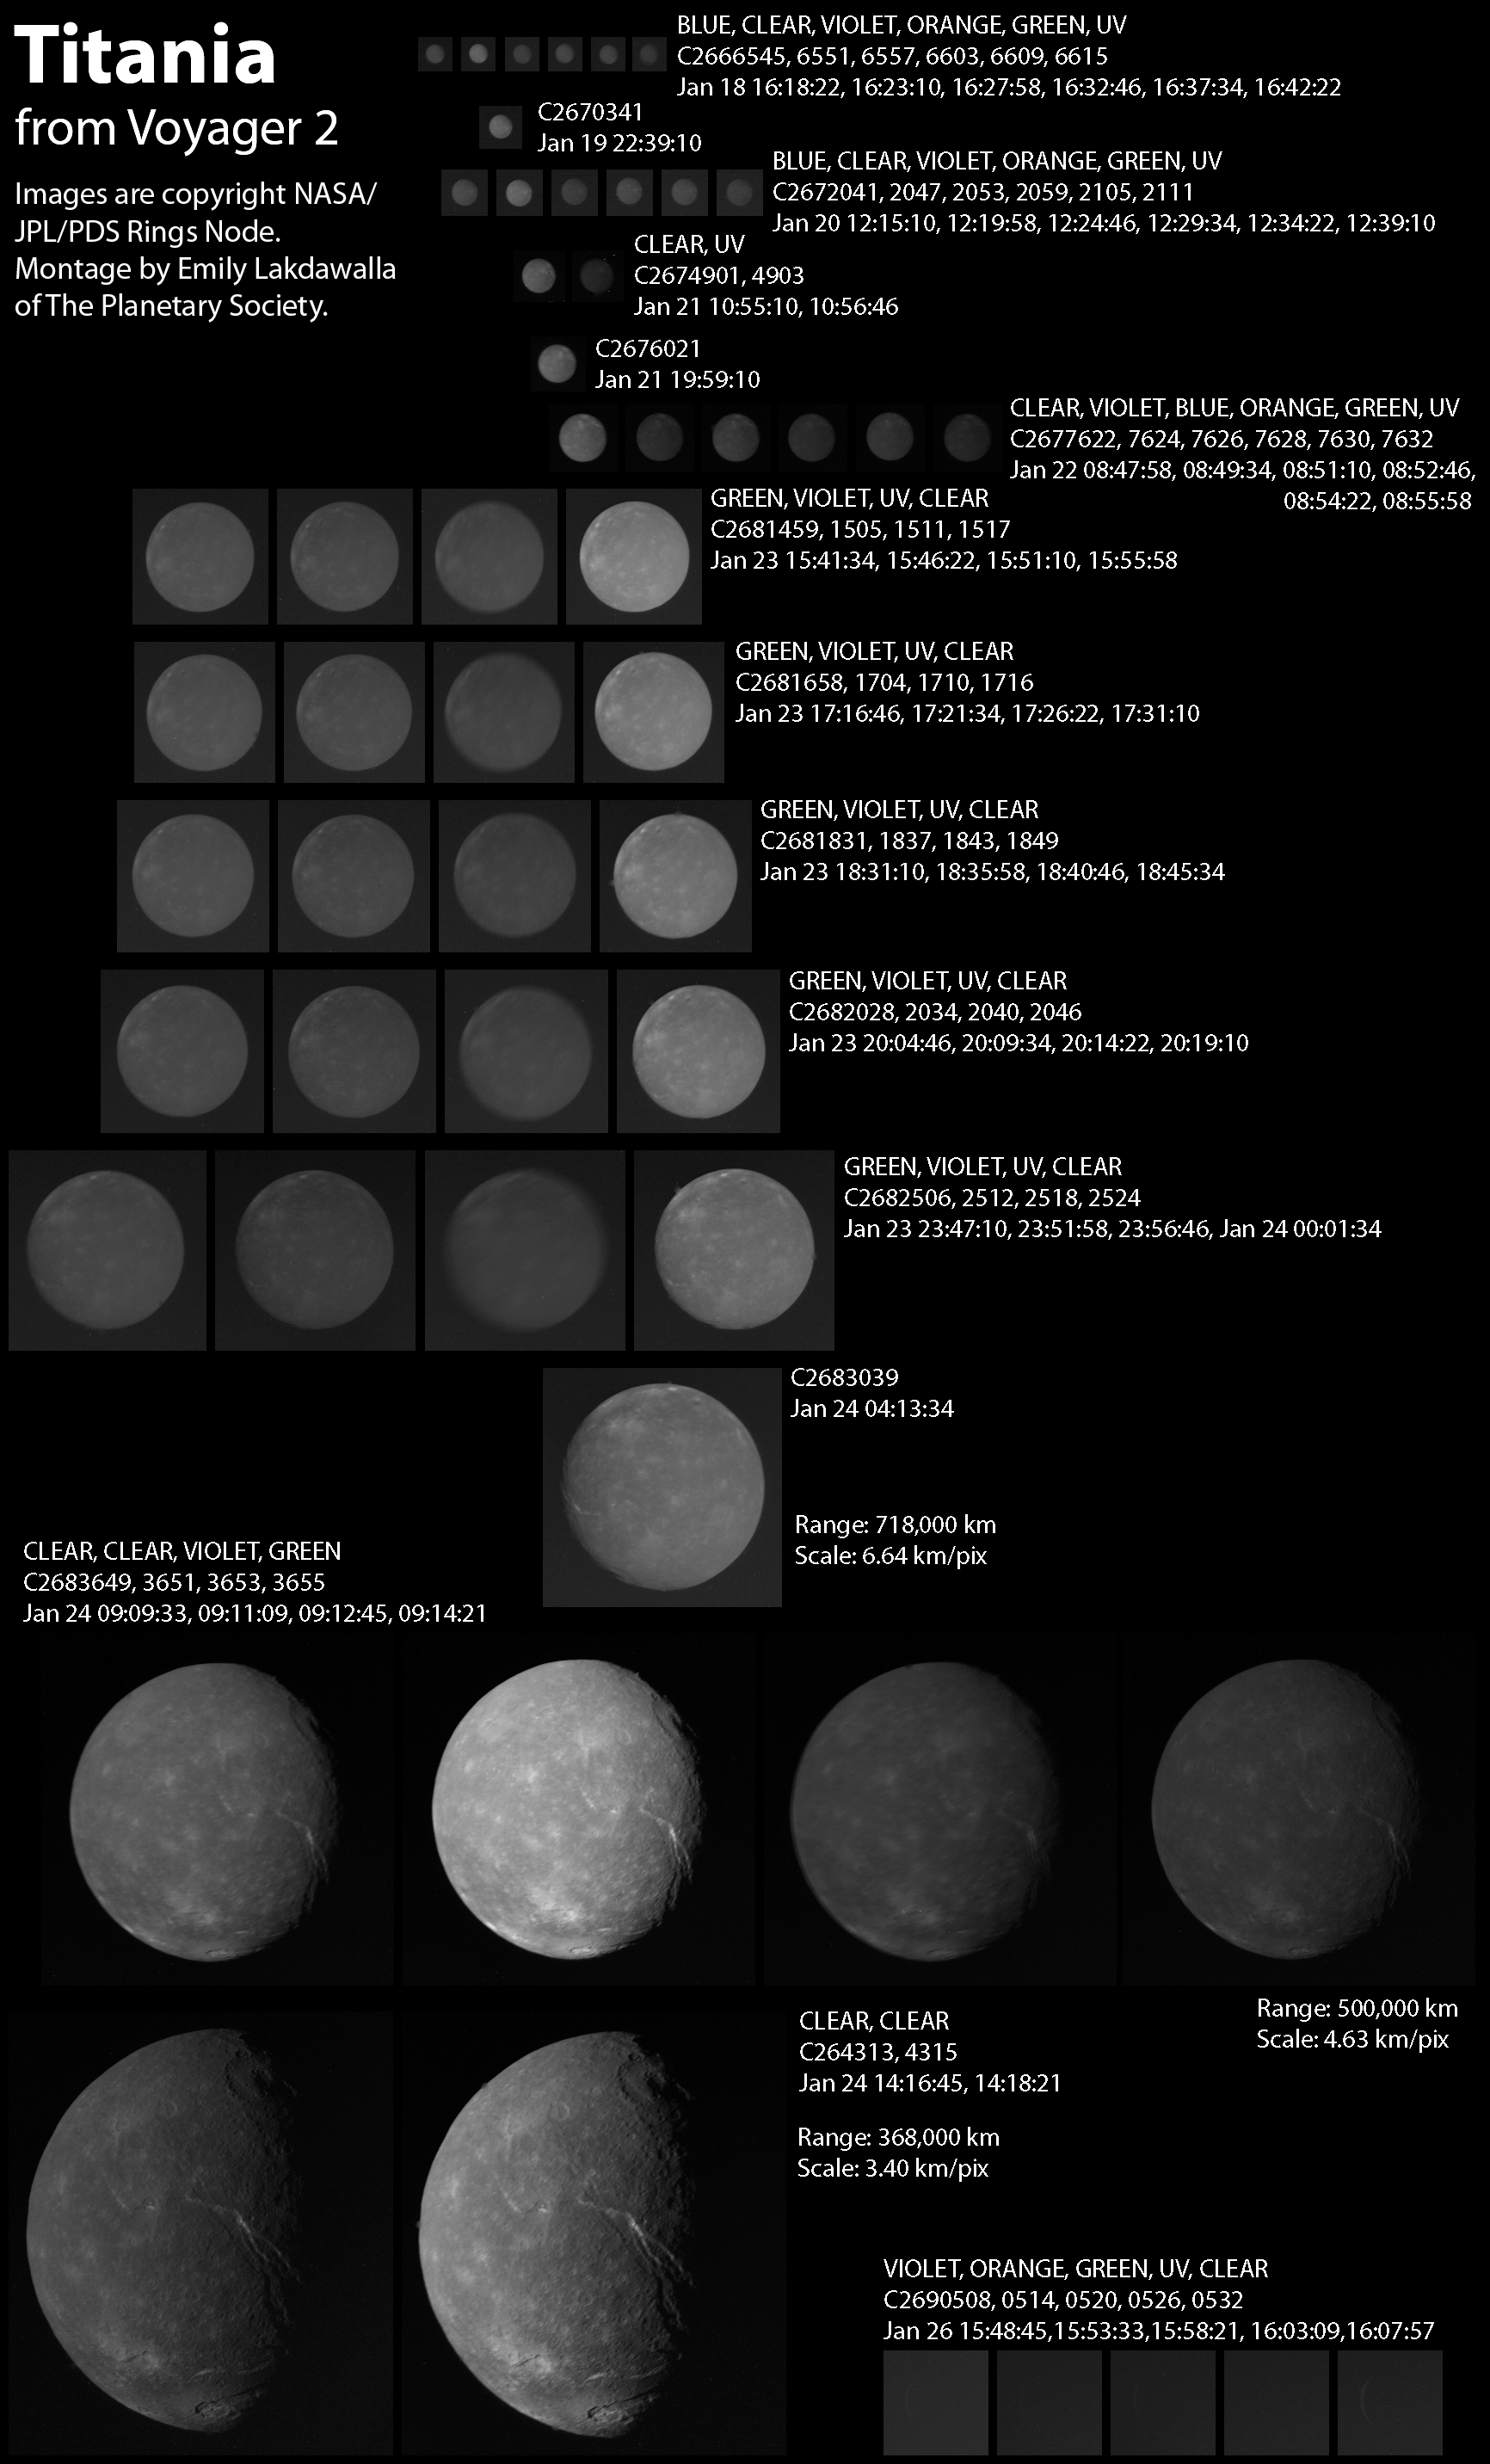 Titania
from Voyager 2
Images are copyright NASA/
JPL/PDS Rings Node.
Montage by Emily Lakdawalla
of The Planetary Society.
BLUE, CLEAR, VIOLET, ORANGE, GREEN, UV
C2666545, 6551, 6557, 6603, 6609, 6615
Jan 18 16:18:22, 16:23:10, 16:27:58, 16:32:46, 16:37:34, 16:42:22
C2670341
Jan 19 22:39:10
BLUE, CLEAR, VIOLET, ORANGE, GREEN, UV
C2672041, 2047, 2053, 2059, 2105, 2111
Jan 20 12:15:10, 12:19:58, 12:24:46, 12:29:34, 12:34:22, 12:39:10
CLEAR, UV
C2674901, 4903
Jan 21 10:55:10, 10:56:46
C2676021
Jan 21 19:59:10
CLEAR, VIOLET, BLUE, ORANGE, GREEN, UV
C2677622, 7624, 7626, 7628, 7630, 7632
Jan 22 08:47:58, 08:49:34, 08:51:10, 08:52:46,
08:54:22, 08:55:58
GREEN, VIOLET, UV, CLEAR
C2681459, 1505, 1511, 1517
Jan 23 15:41:34, 15:46:22, 15:51:10, 15:55:58
GREEN, VIOLET, UV, CLEAR
C2681658, 1704, 1710, 1716
Jan 23 17:16:46, 17:21:34, 17:26:22, 17:31:10
GREEN, VIOLET, UV, CLEAR
C2681831, 1837, 1843, 1849
Jan 23 18:31:10, 18:35:58, 18:40:46, 18:45:34
GREEN, VIOLET, UV, CLEAR
C2682028, 2034, 2040, 2046
Jan 23 20:04:46, 20:09:34, 20:14:22, 20:19:10
GREEN, VIOLET, UV, CLEAR
C2682506, 2512, 2518, 2524
Jan 23 23:47:10, 23:51:58, 23:56:46, Jan 24 00:01:34
C2683039
Jan 24 04:13:34
Range: 718,000 km
Scale: 6.64 km/pix
CLEAR, CLEAR, VIOLET, GREEN
C2683649, 3651, 3653, 3655
Jan 24 09:09:33, 09:11:09, 09:12:45, 09:14:21
Range: 500,000 km
Scale: 4.63 km/pix
CLEAR, CLEAR
C264313, 4315
Jan 24 14:16:45, 14:18:21
Range: 368,000 km
Scale: 3.40 km/pix
VIOLET, ORANGE, GREEN, UV, CLEAR
C2690508, 0514, 0520, 0526, 0532
Jan 26 15:48:45,15:53:33,15:58:21, 16:03:09,16:07:57